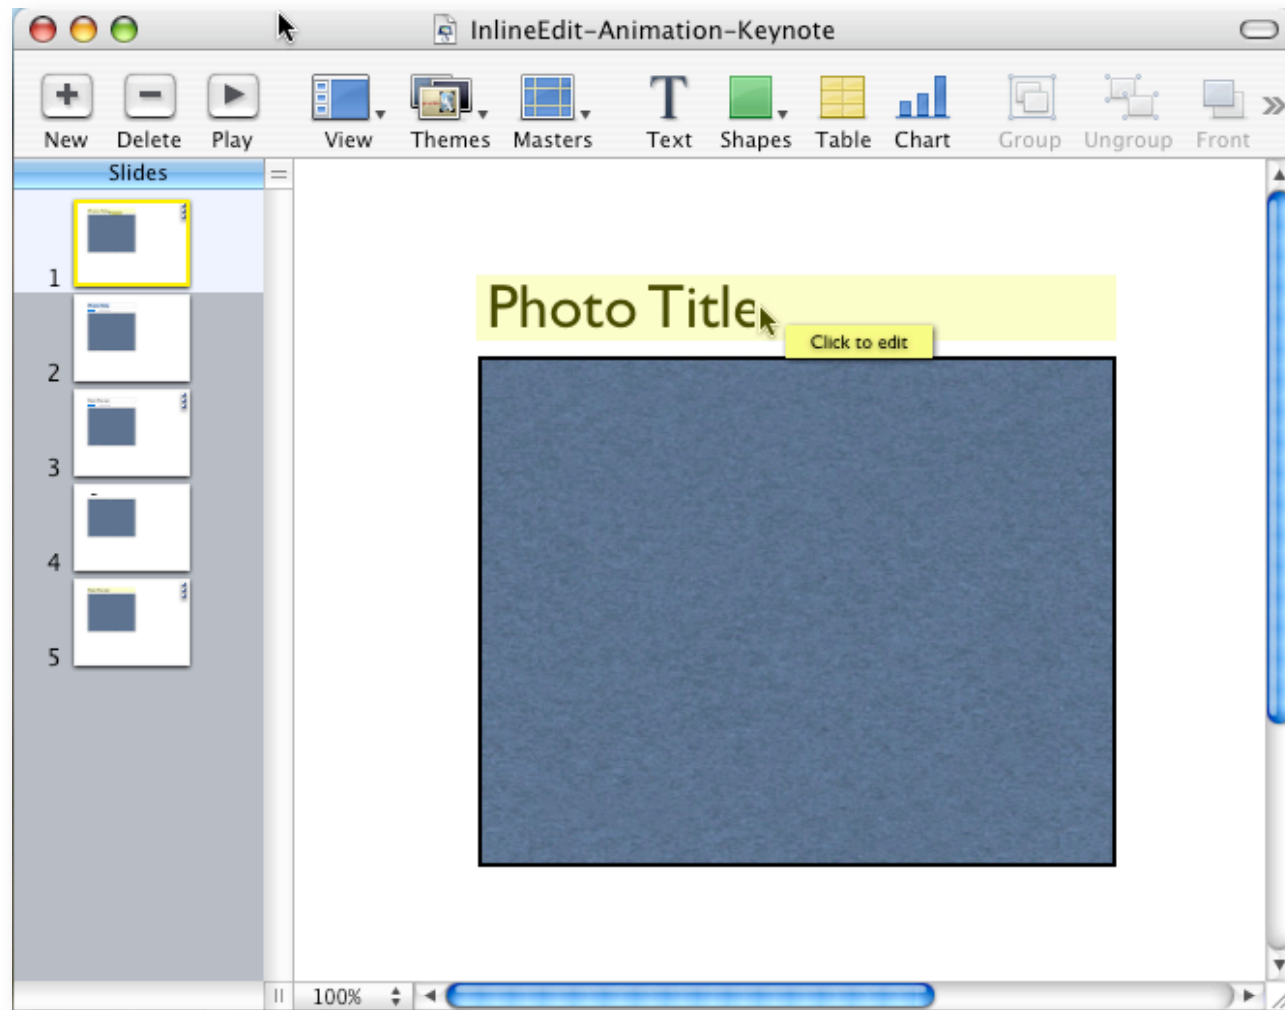 InlineEdit-Animation-Keynote
New Delete Play View Themes Masters Text Shapes Table Chart Group Ungroup Front
Slides
1
2
3
4
5
Photo Title
Click to edit
100%